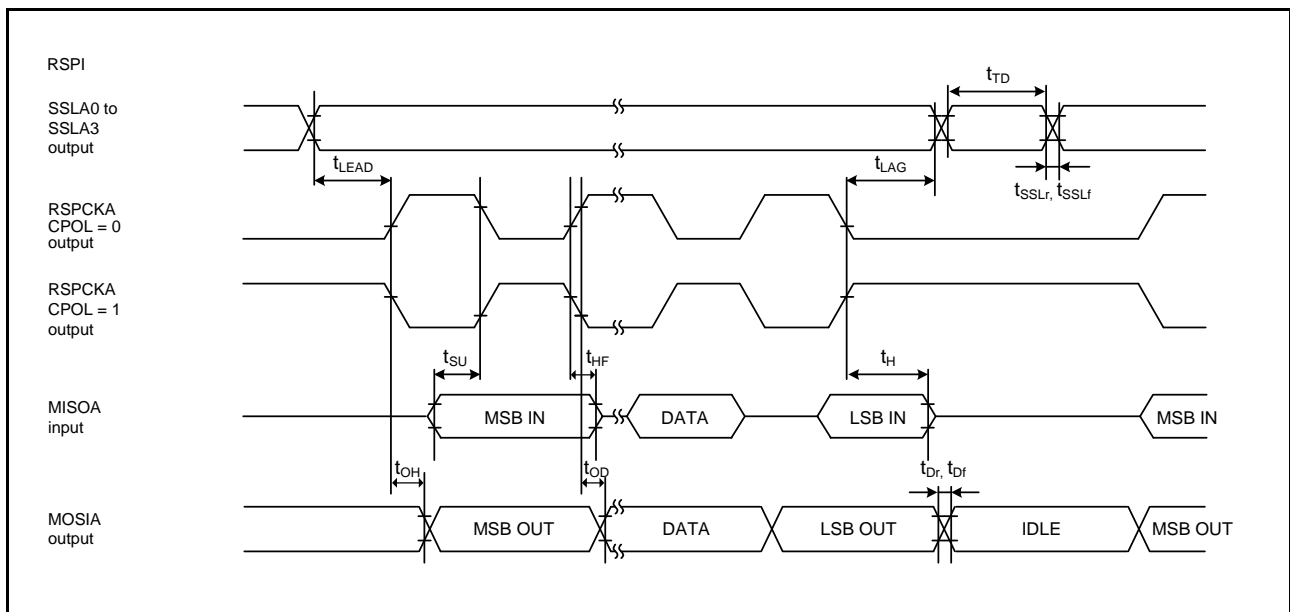 RSPI
SSLA0 to
SSLA3
output
tTD
tLEAD
tLAG
tSSLr, tSSLf
RSPCKA
CPOL = 0
output
RSPCKA
CPOL = 1
output
tSU
tHF
tH
MISOA
input
MSB IN
DATA
LSB IN
MSB IN
tOH
tOD
tDr, tDf
MOSIA
output
MSB OUT
DATA
LSB OUT
IDLE
MSB OUT